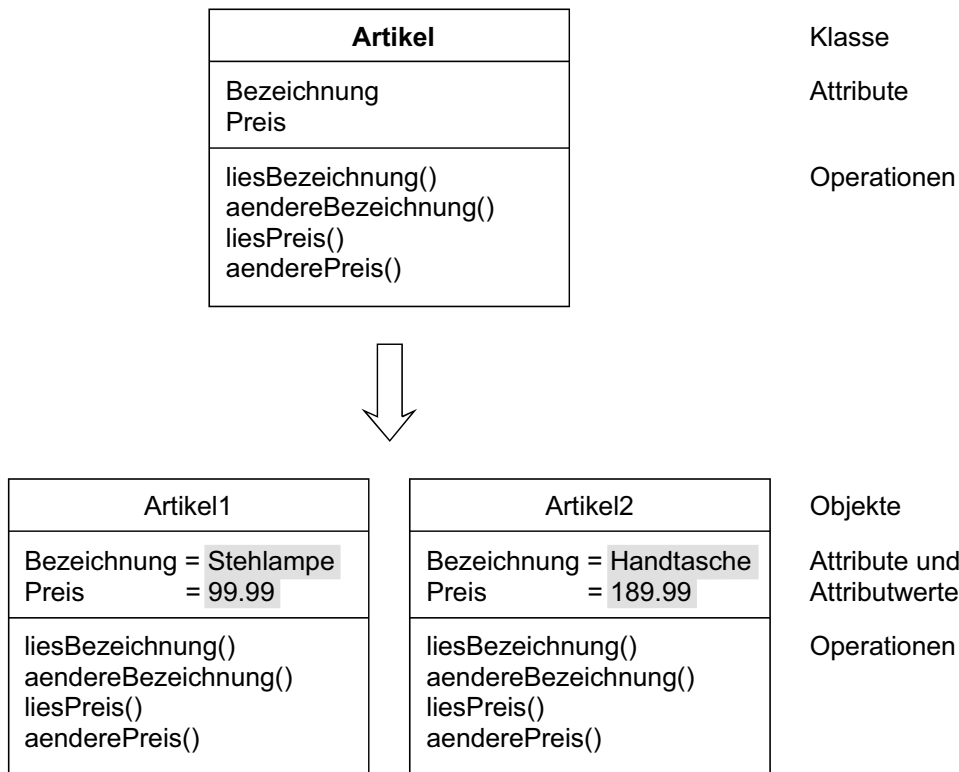 Artikel Klasse
Bezeichnung Attribute
Preis
liesBezeichnung() Operationen
aendereBezeichnung()
liesPreis()
aenderePreis()
Artikel1 Artikel2 Objekte
Bezeichnung = Stehlampe Bezeichnung = Handtasche Attribute und
Preis = 99.99 Preis = 189.99 Attributwerte
liesBezeichnung() liesBezeichnung() Operationen
aendereBezeichnung() aendereBezeichnung()
liesPreis() liesPreis()
aenderePreis() aenderePreis()